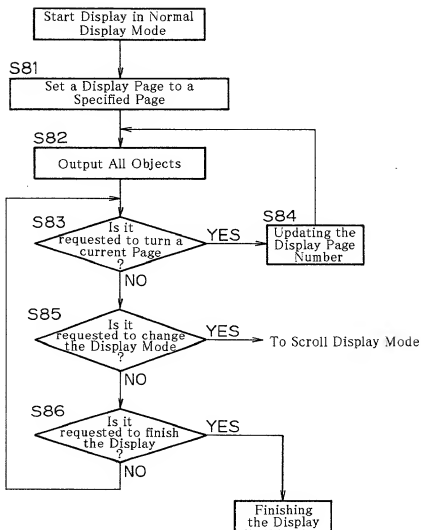 Start Display in Normal
Display Mode
S81
Set a Display Page to a
Specified Page
S82
Output All Objects
S83
Is it
requested to turn a
current Page
?
YES
NO
S84
Updating the
Display Page
Number
S85
Is it
requested to change
the Display Mode
?
YES
To Scroll Display Mode
NO
S86
Is it
requested to finish
the Display
?
YES
NO
Finishing
the Display